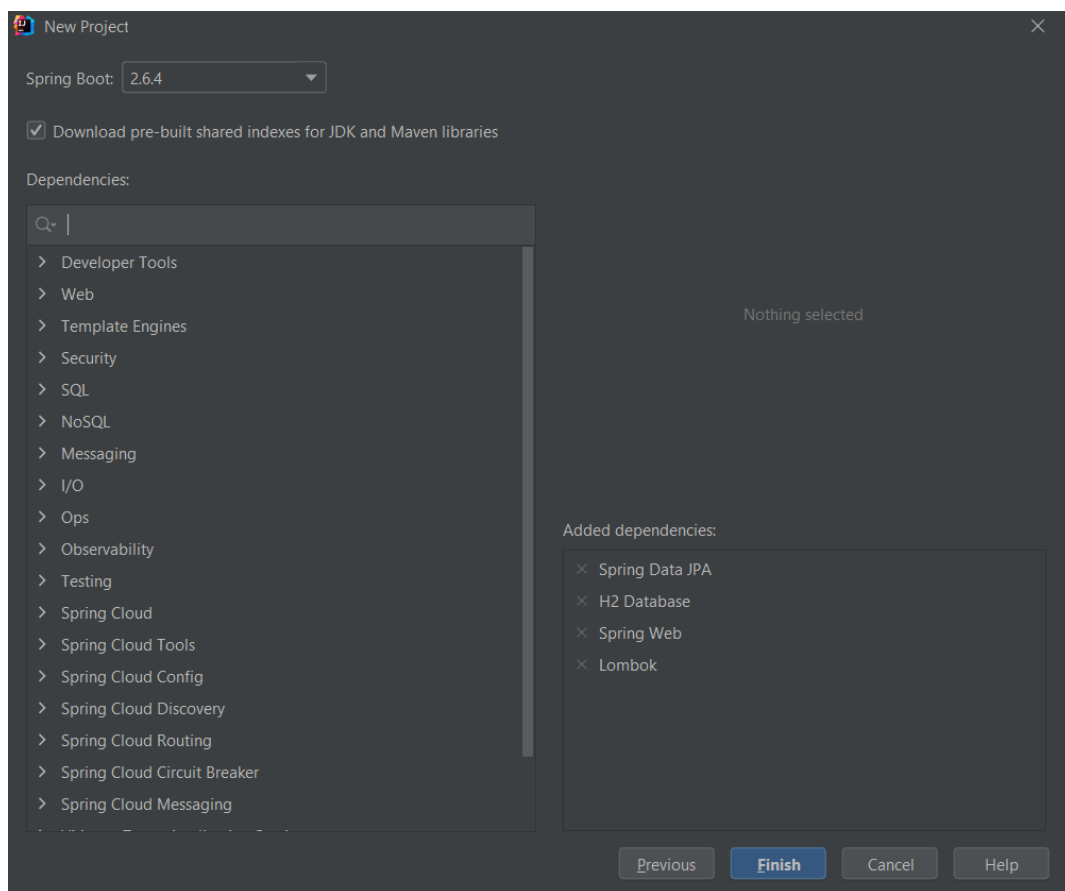 New Project
Spring Boot: 2.6.4
Download pre-built shared indexes for JDK and Maven libraries
Dependencies:
Developer Tools
Web
Template Engines
Security
SQL
NoSQL
Messaging
I/O
Ops
Observability
Testing
Spring Cloud
Spring Cloud Tools
Spring Cloud Config
Spring Cloud Discovery
Spring Cloud Routing
Spring Cloud Circuit Breaker
Spring Cloud Messaging
Nothing selected
Added dependencies:
Spring Data JPA
H2 Database
Spring Web
Lombok
Previous
Finish
Cancel
Help